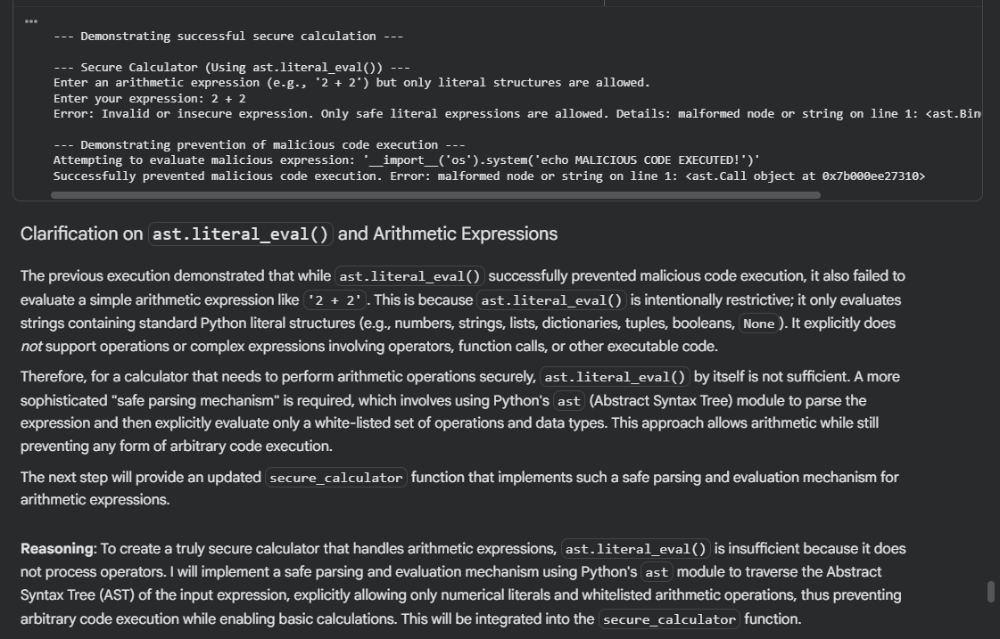 --- Demonstrating successful secure calculation ---
--- Secure Calculator (Using ast.literal_eval()) ---
Enter an arithmetic expression (e.g., '2 + 2') but only literal structures are allowed.
Enter your expression: 2 + 2
Error: Invalid or insecure expression. Only safe literal expressions are allowed. Details: malformed node or string on line 1: <ast.Bin
--- Demonstrating prevention of malicious code execution ---
Attempting to evaluate malicious expression: '__import__('os').system('echo MALICIOUS CODE EXECUTED!')'
Successfully prevented malicious code execution. Error: malformed node or string on line 1: <ast.Call object at 0x7b000ee27310>
Clarification on ast.literal_eval() and Arithmetic Expressions
The previous execution demonstrated that while ast.literal_eval() successfully prevented malicious code execution, it also failed to
evaluate a simple arithmetic expression like '2 + 2'. This is because ast.literal_eval() is intentionally restrictive; it only evaluates
strings containing standard Python literal structures (e.g., numbers, strings, lists, dictionaries, tuples, booleans, None). It explicitly does
not support operations or complex expressions involving operators, function calls, or other executable code.
Therefore, for a calculator that needs to perform arithmetic operations securely, ast.literal_eval() by itself is not sufficient. A more
sophisticated "safe parsing mechanism" is required, which involves using Python's ast (Abstract Syntax Tree) module to parse the
expression and then explicitly evaluate only a white-listed set of operations and data types. This approach allows arithmetic while still
preventing any form of arbitrary code execution.
The next step will provide an updated secure_calculator function that implements such a safe parsing and evaluation mechanism for
arithmetic expressions.
Reasoning: To create a truly secure calculator that handles arithmetic expressions, ast.literal_eval() is insufficient because it does
not process operators. I will implement a safe parsing and evaluation mechanism using Python's ast module to traverse the Abstract
Syntax Tree (AST) of the input expression, explicitly allowing only numerical literals and whitelisted arithmetic operations, thus preventing
arbitrary code execution while enabling basic calculations. This will be integrated into the secure_calculator function.